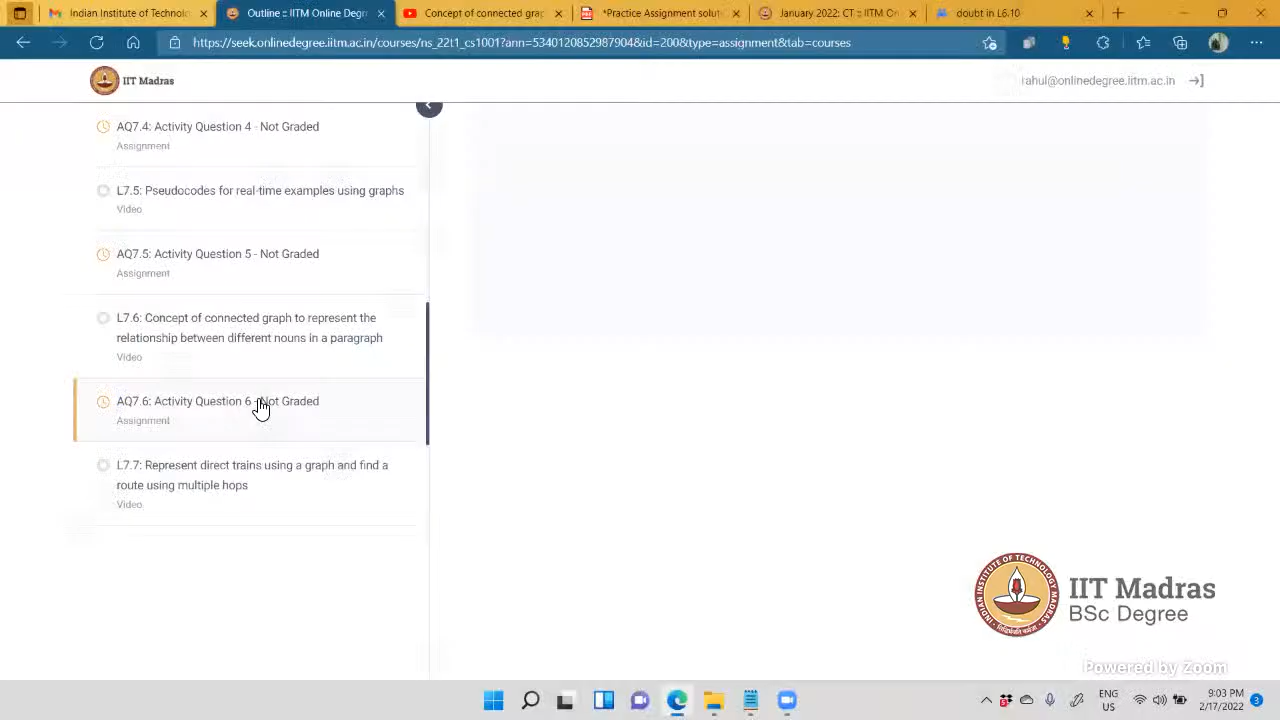 Indian Institute of Technolo
Outline :: IITM Online Degr
Concept of connected grap
*Practice Assignment soluti
January 2022: CT :: IITM On
doubt in L6.10
https://seek.onlinedegree.iitm.ac.in/courses/ns_22t1_cs1001?ann=534012085298790​4&id=200&type=assignment&tab=courses
IIT Madras
rahul@onlinedegree.iitm.ac.in
AQ7.4: Activity Question 4 - Not Graded
Assignment
L7.5: Pseudocodes for real-time examples using graphs
Video
AQ7.5: Activity Question 5 - Not Graded
Assignment
L7.6: Concept of connected graph to represent the
relationship between different nouns in a paragraph
Video
AQ7.6: Activity Question 6 - Not Graded
Assignment
L7.7: Represent direct trains using a graph and find a
route using multiple hops
Video
IIT Madras
BSc Degree
Powered by Zoom
ENG
US
9:03 PM
2/17/2022
3